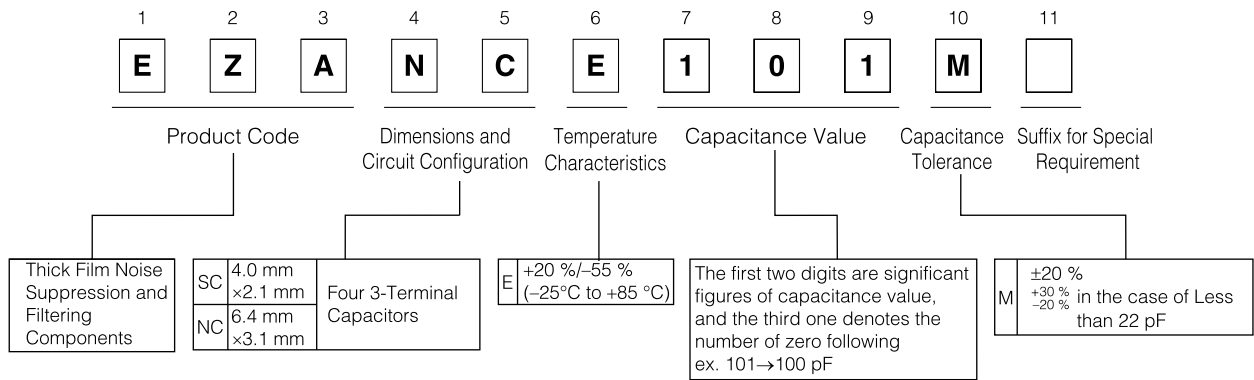 1 2 3 4 5 6 7 8 9 10 11
E Z A N C E 1 0 1 M
Product Code
Dimensions and
Circuit Configuration
Temperature
Characteristics
Capacitance Value
Capacitance
Tolerance
Suffix for Special
Requirement
Thick Film Noise
Suppression and
Filtering
Components
SC
4.0 mm
×2.1 mm
NC
6.4 mm
×3.1 mm
Four 3-Terminal
Capacitors
E
+20 %/–55 %
(–25°C to +85 °C)
The first two digits are significant
figures of capacitance value,
and the third one denotes the
number of zero following
ex. 101→100 pF
M
±20 %
+30 %
–20 %
in the case of Less
than 22 pF